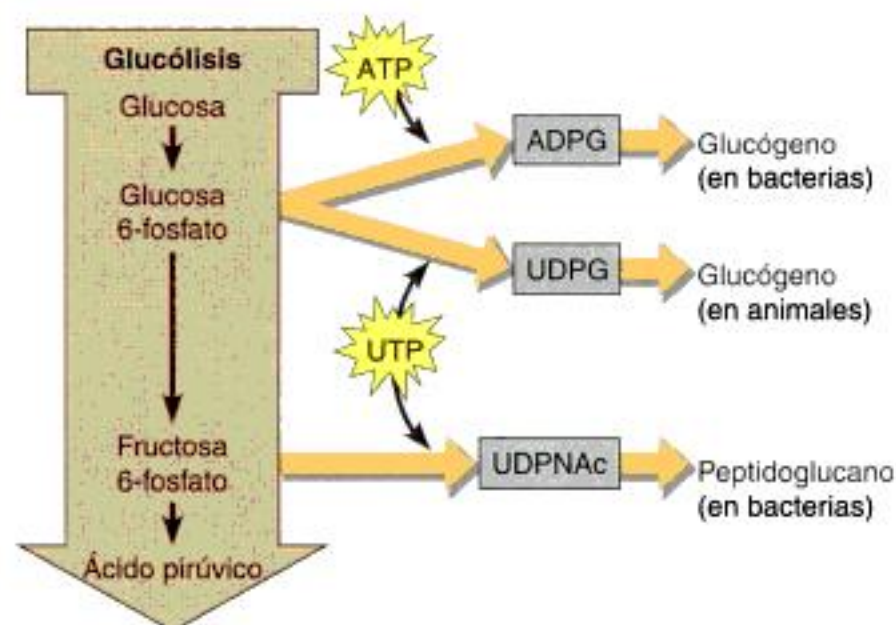 Glucólisis
Glucosa
Glucosa
6-fosfato
Fructosa
6-fosfato
Ácido pirúvico
ATP
ADPG
Glucógeno
(en bacterias)
UDPG
Glucógeno
(en animales)
UTP
UDPNAc
Peptidoglucano
(en bacterias)